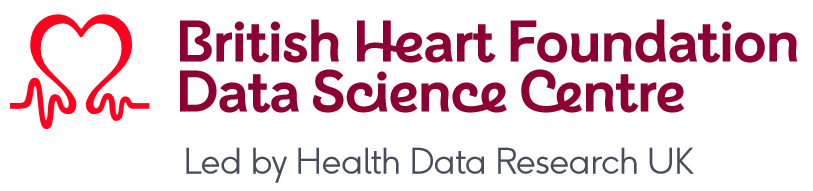 British Heart Foundation
Data Science Centre
Led by Health Data Research UK